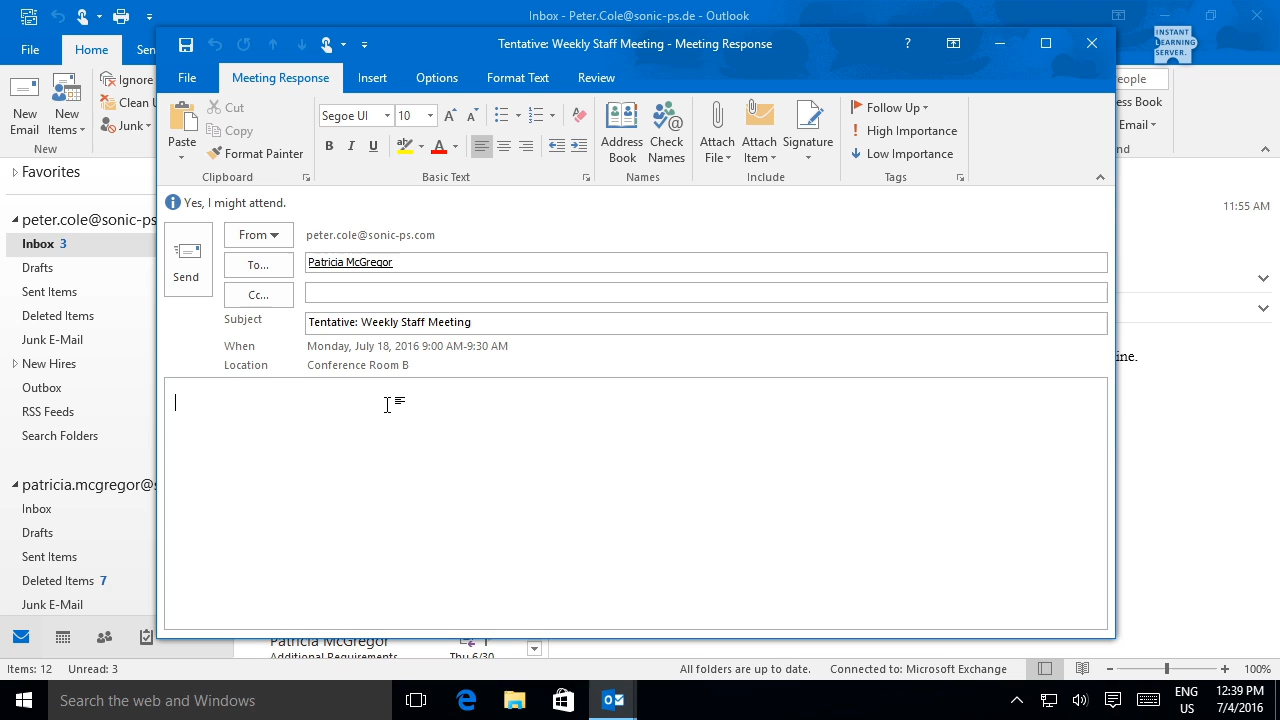 Inbox - Peter.Cole@sonic-ps.de - Outlook
File
Home
Sen
INSTANT
LEARNING
SERVER.
Tentative: Weekly Staff Meeting - Meeting Response
?
File
Meeting Response
Insert
Options
Format Text
Review
New
Email
New
Items
Ignore
Clean U
Junk
New
Paste
Cut
Copy
Format Painter
Clipboard
Segoe UI
10
B I U
Basic Text
Address
Book
Check
Names
Names
Attach
File
Attach
Item
Signature
Include
Follow Up
High Importance
Low Importance
Tags
eople
ess Book
Email
nd
Favorites
peter.cole@sonic-ps
Inbox 3
Drafts
Sent Items
Deleted Items
Junk E-Mail
New Hires
Outbox
RSS Feeds
Search Folders
patricia.mcgregor@s
Inbox
Drafts
Sent Items
Deleted Items 7
Junk E-Mail
Yes, I might attend.
Send
From
peter.cole@sonic-ps.com
To...
Patricia McGregor
Cc...
Subject
Tentative: Weekly Staff Meeting
When
Monday, July 18, 2016 9:00 AM-9:30 AM
Location
Conference Room B
11:55 AM
ine.
Patricia McGregor
Additional Requirements
Thu 6/30
Items: 12
Unread: 3
All folders are up to date.
Connected to: Microsoft Exchange
100%
Search the web and Windows
ENG
US
12:39 PM
7/4/2016